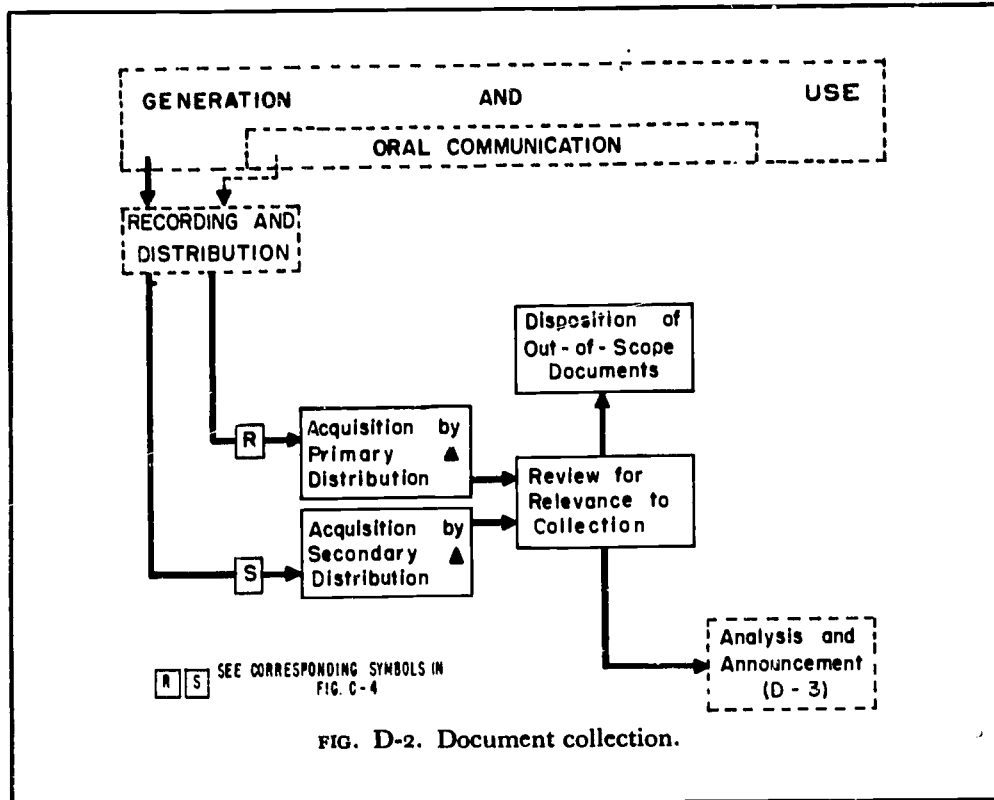 GENERATION AND USE
ORAL COMMUNICATION
RECORDING AND
DISTRIBUTION
Disposition of
Out-of-Scope
Documents
R
Acquisition by
Primary ▲
Distribution
Review for
Relevance to
Collection
S
Acquisition by
Secondary ▲
Distribution
Analysis and
Announcement
(D-3)
R S SEE CORRESPONDING SYMBOLS IN
FIG. C-4
FIG. D-2. Document collection.